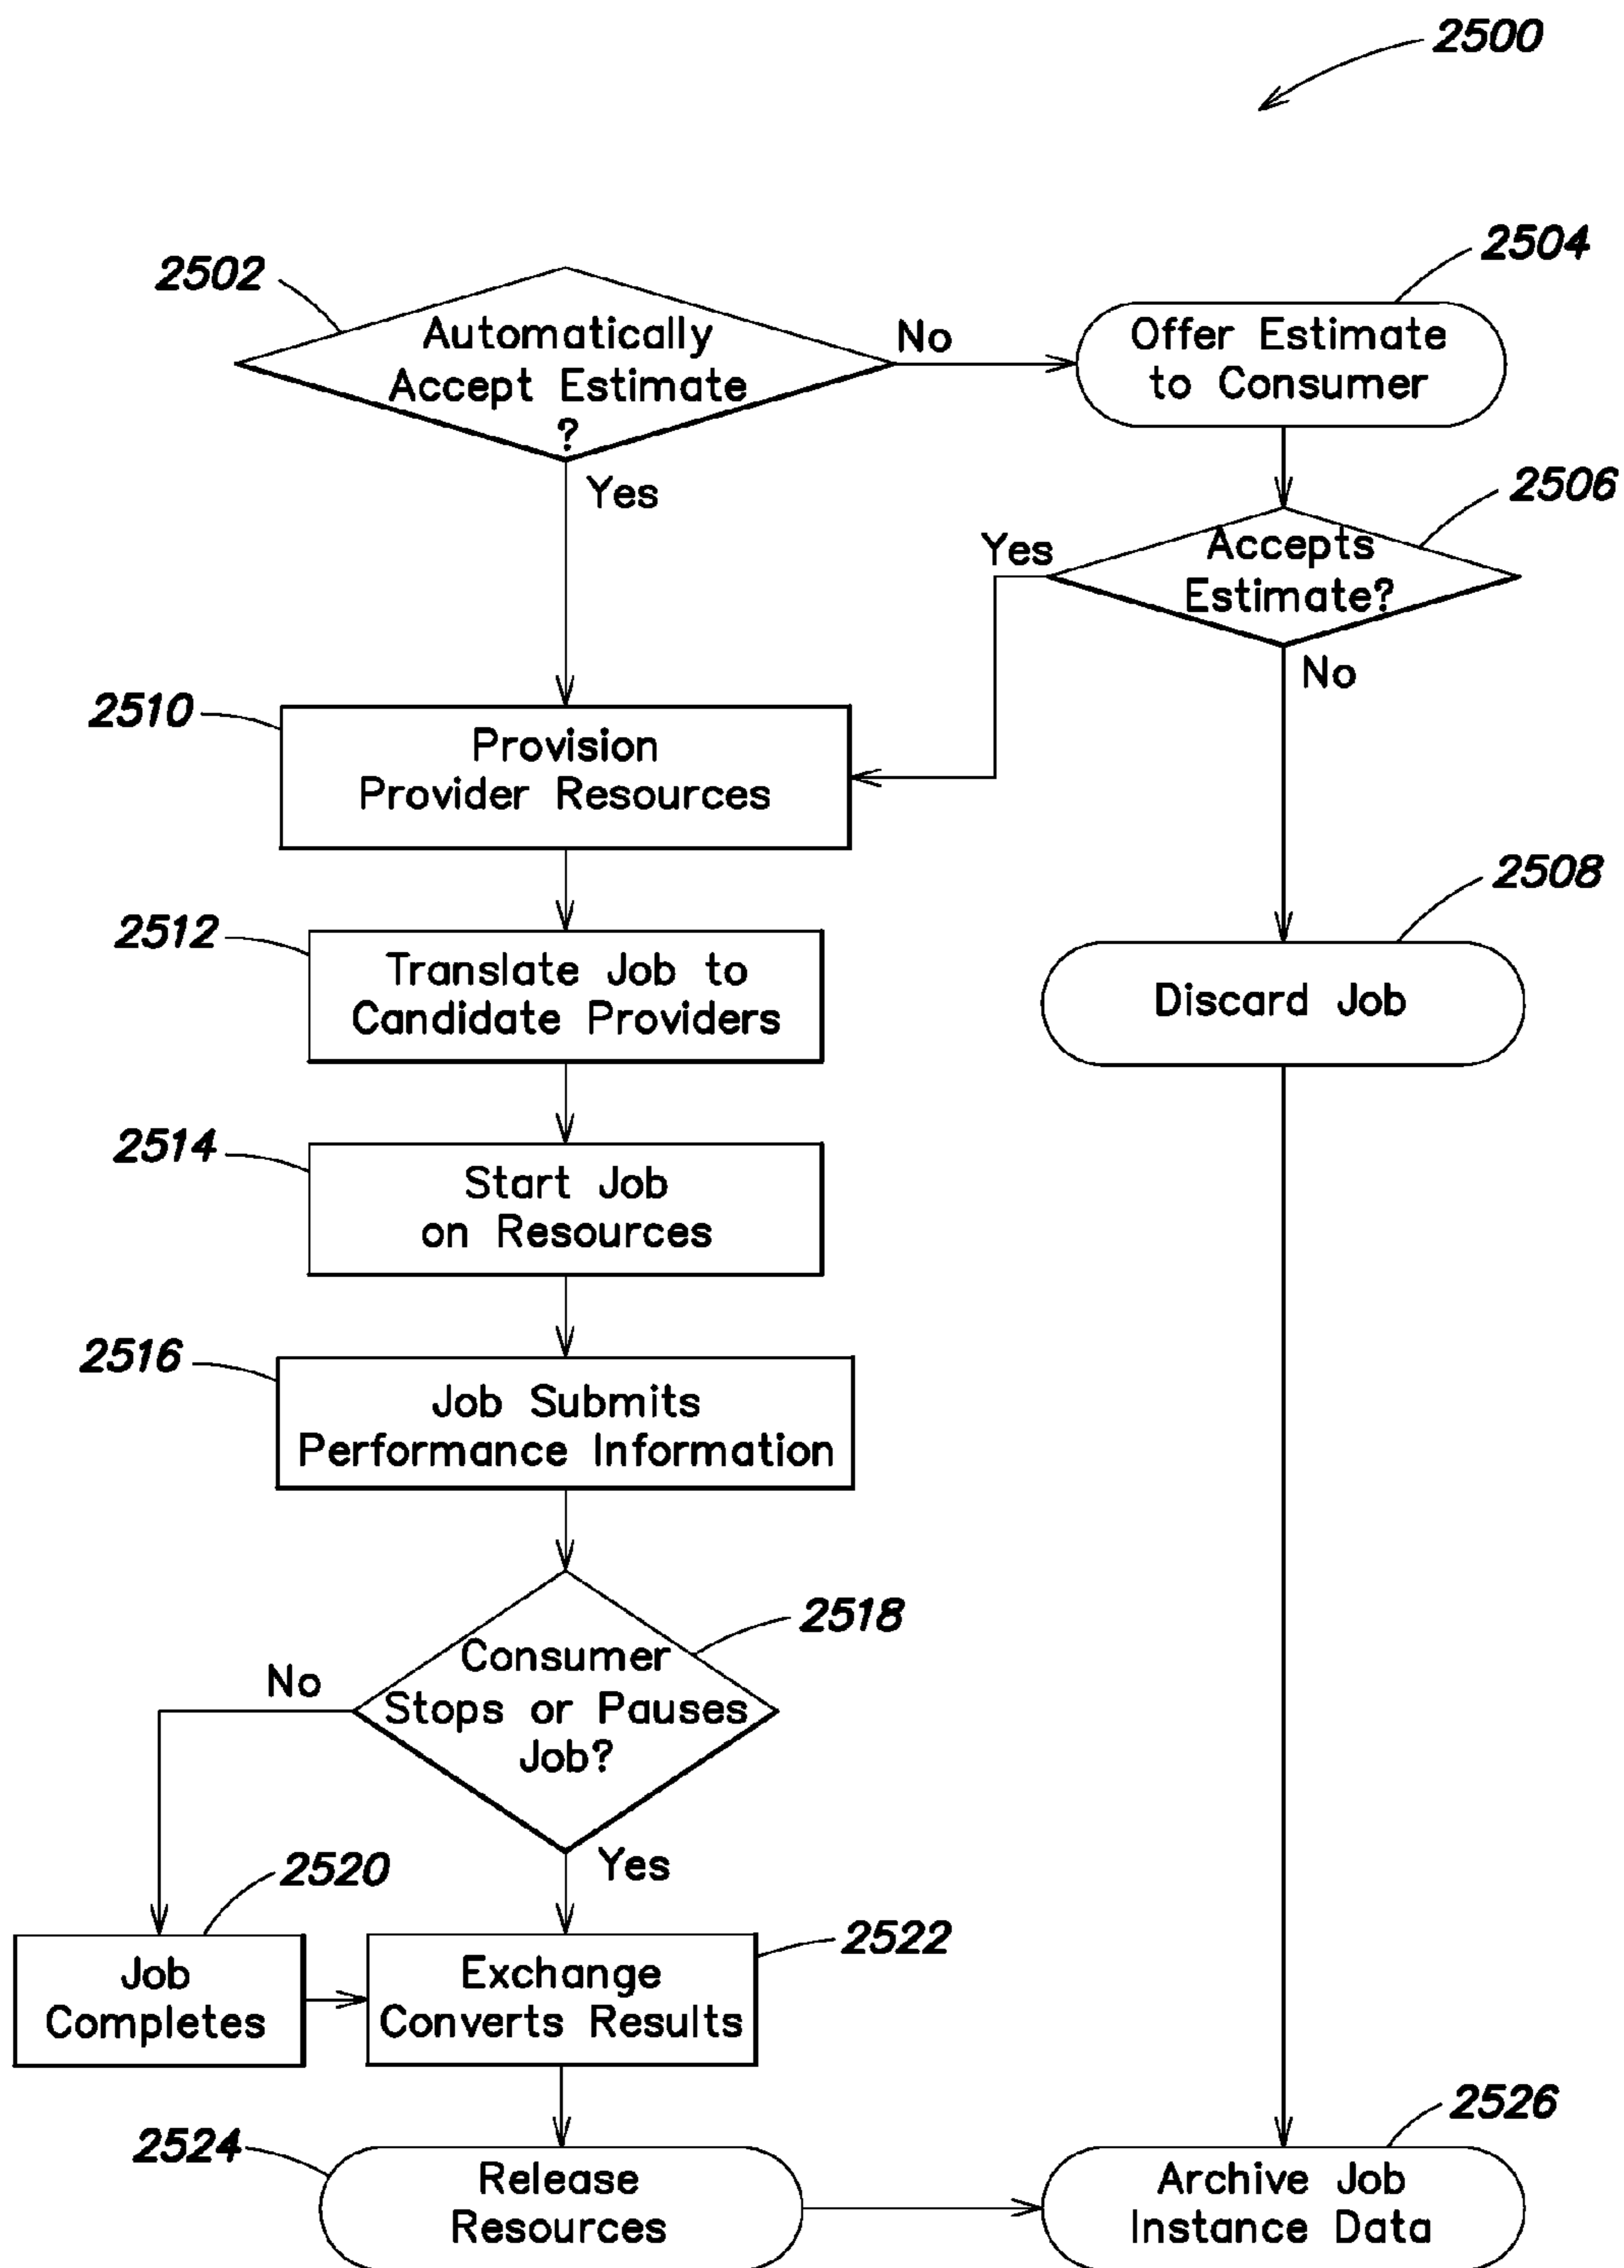 2500
2502
Automatically
Accept Estimate
?
No
Yes
2504
Offer Estimate
to Consumer
2506
Accepts
Estimate?
Yes
No
2510
Provision
Provider Resources
2508
Discard Job
2512
Translate Job to
Candidate Providers
2514
Start Job
on Resources
2516
Job Submits
Performance Information
2518
Consumer
Stops or Pauses
Job?
No
Yes
2520
Job
Completes
2522
Exchange
Converts Results
2524
Release
Resources
2526
Archive Job
Instance Data